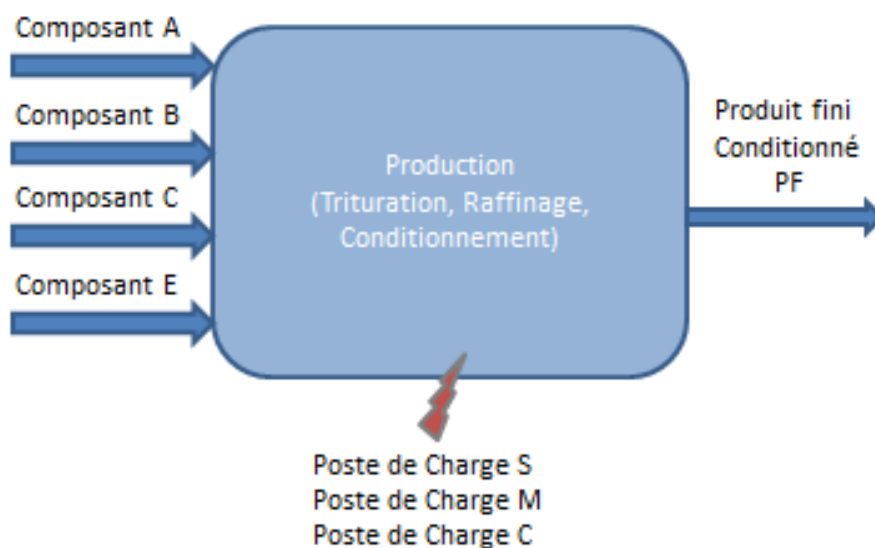 Composant A
Composant B
Composant C
Composant E
Production
(Trituration, Raffinage,
Conditionnement)
Produit fini
Conditionné
PF
Poste de Charge S
Poste de Charge M
Poste de Charge C